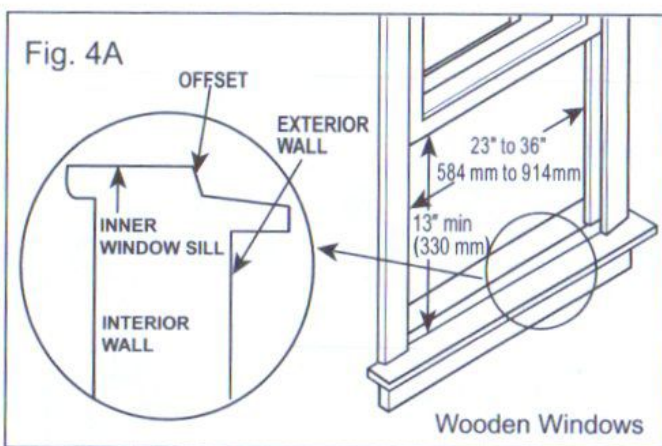 Fig. 4A
OFFSET
EXTERIOR
WALL
INNER
WINDOW SILL
INTERIOR
WALL
23" to 36"
584 mm to 914mm
13" min
(330 mm)
Wooden Windows